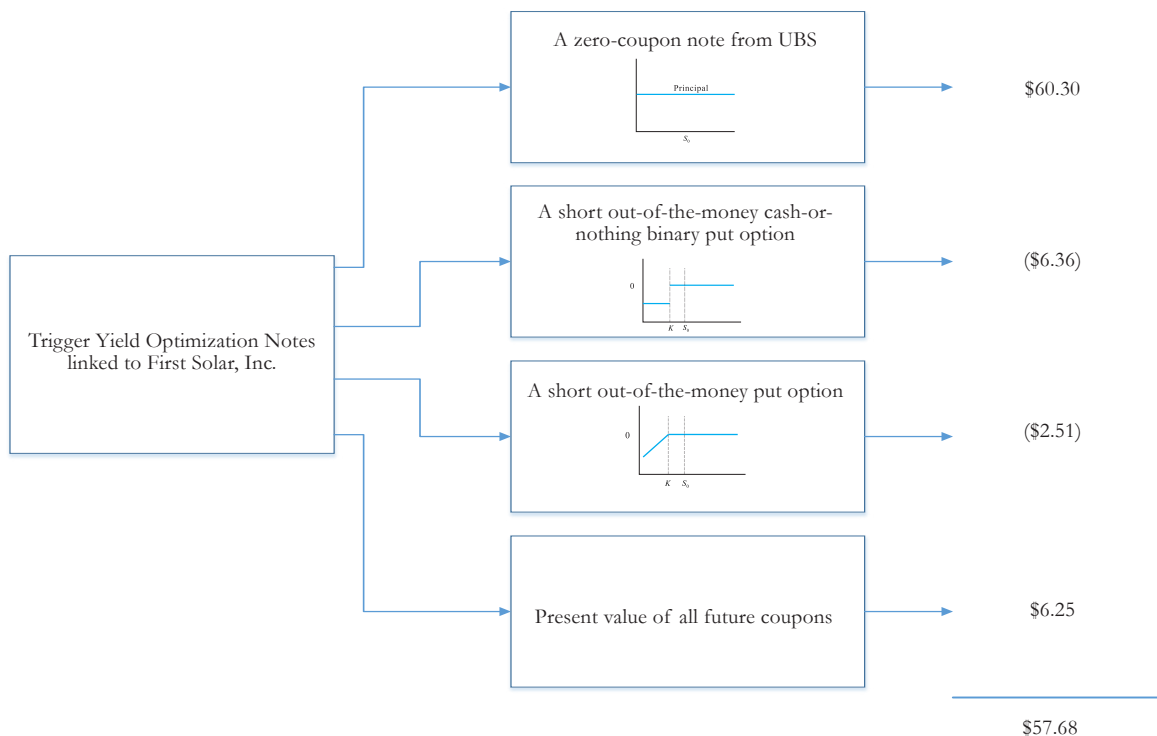 A zero-coupon note from UBS
Principal
S₀
$60.30
A short out-of-the-money cash-or-
nothing binary put option
0
K S₀
($6.36)
Trigger Yield Optimization Notes
linked to First Solar, Inc.
A short out-of-the-money put option
0
K S₀
($2.51)
Present value of all future coupons
$6.25
$57.68